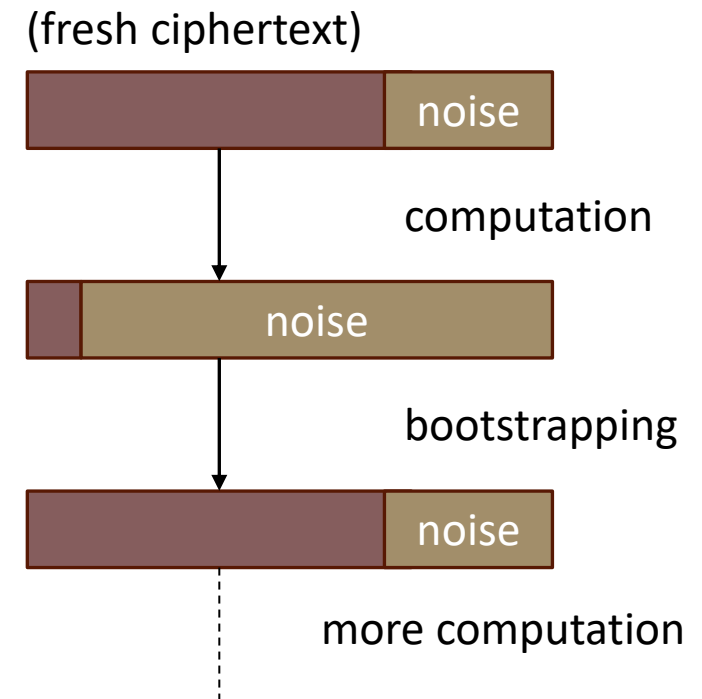 (fresh ciphertext)
noise
computation
noise
bootstrapping
noise
more computation